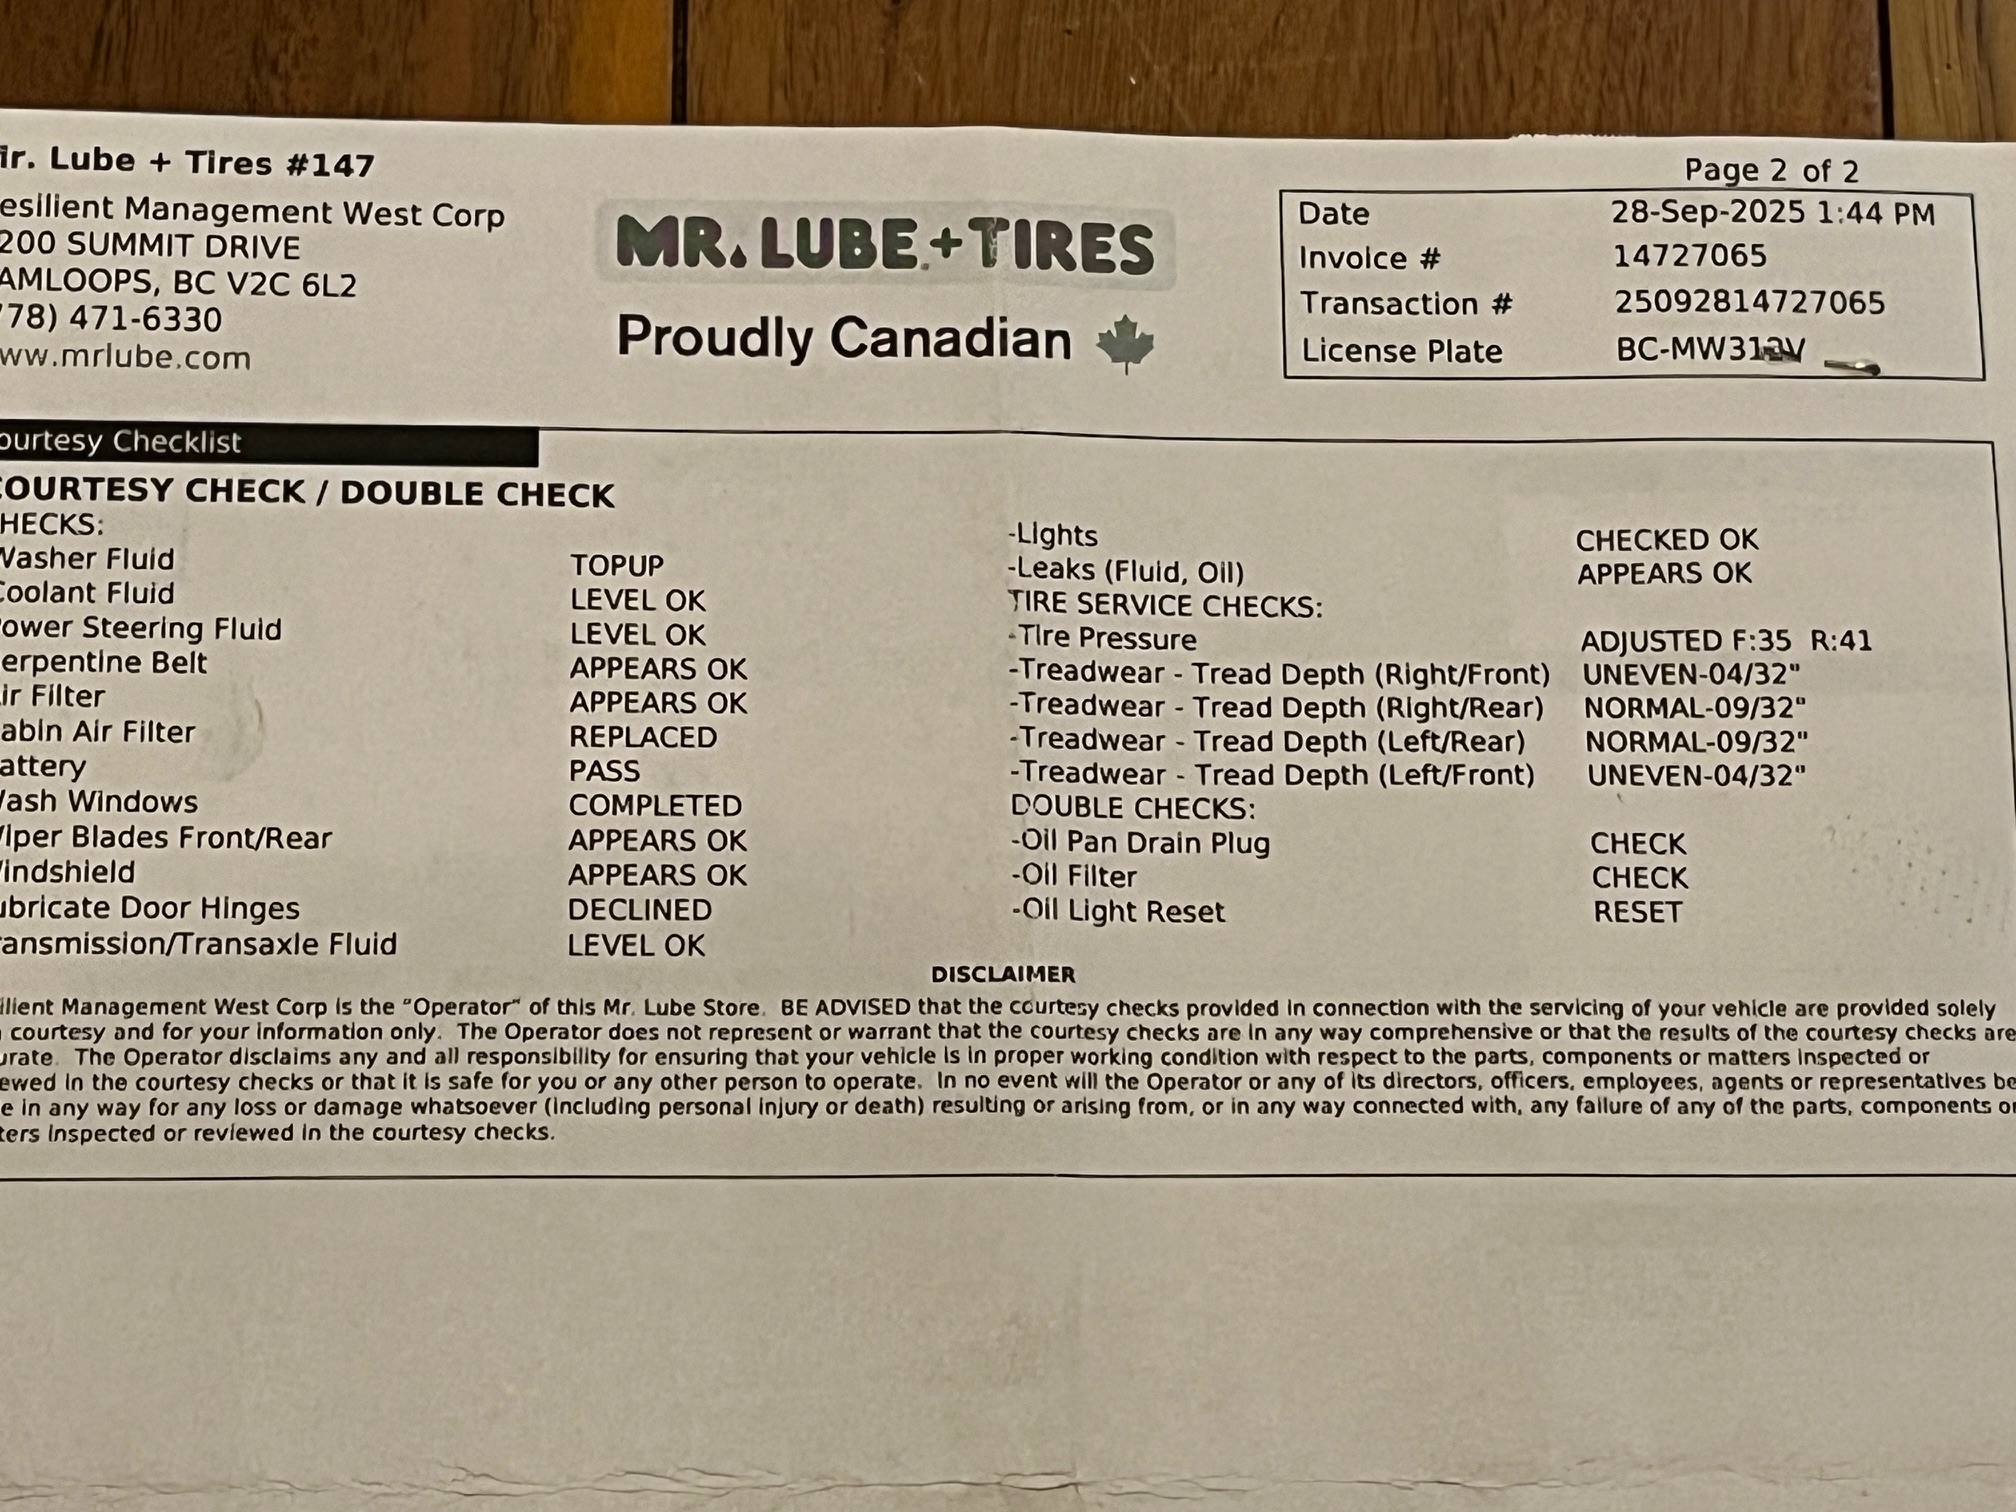 ir. Lube + Tires #147
esilient Management West Corp
200 SUMMIT DRIVE
AMLOOPS, BC V2C 6L2
78) 471-6330
ww.mrlube.com
MR. LUBE + TIRES
Proudly Canadian
Page 2 of 2
Date 28-Sep-2025 1:44 PM
Invoice # 14727065
Transaction # 25092814727065
License Plate
ourtesy Checklist
COURTESY CHECK / DOUBLE CHECK
HECKS:
Washer Fluid TOPUP
Coolant Fluid LEVEL OK
ower Steering Fluid LEVEL OK
erpentine Belt APPEARS OK
ir Filter APPEARS OK
abin Air Filter REPLACED
attery PASS
ash Windows COMPLETED
iper Blades Front/Rear APPEARS OK
indshield APPEARS OK
ubricate Door Hinges DECLINED
ansmission/Transaxle Fluid LEVEL OK
-Lights CHECKED OK
-Leaks (Fluid, Oil) APPEARS OK
TIRE SERVICE CHECKS:
-Tire Pressure ADJUSTED F:35 R:41
-Treadwear - Tread Depth (Right/Front) UNEVEN-04/32"
-Treadwear - Tread Depth (Right/Rear) NORMAL-09/32"
-Treadwear - Tread Depth (Left/Rear) NORMAL-09/32"
-Treadwear - Tread Depth (Left/Front) UNEVEN-04/32"
DOUBLE CHECKS:
-Oil Pan Drain Plug CHECK
-Oil Filter CHECK
-Oil Light Reset RESET
DISCLAIMER
ilient Management West Corp is the "Operator" of this Mr. Lube Store. BE ADVISED that the courtesy checks provided in connection with the servicing of your vehicle are provided solely
courtesy and for your information only. The Operator does not represent or warrant that the courtesy checks are in any way comprehensive or that the results of the courtesy checks are
urate. The Operator disclaims any and all responsibility for ensuring that your vehicle is in proper working condition with respect to the parts, components or matters inspected or
ewed in the courtesy checks or that it is safe for you or any other person to operate. In no event will the Operator or any of its directors, officers, employees, agents or representatives be
e in any way for any loss or damage whatsoever (including personal injury or death) resulting or arising from, or in any way connected with, any failure of any of the parts, components or
ters inspected or reviewed in the courtesy checks.